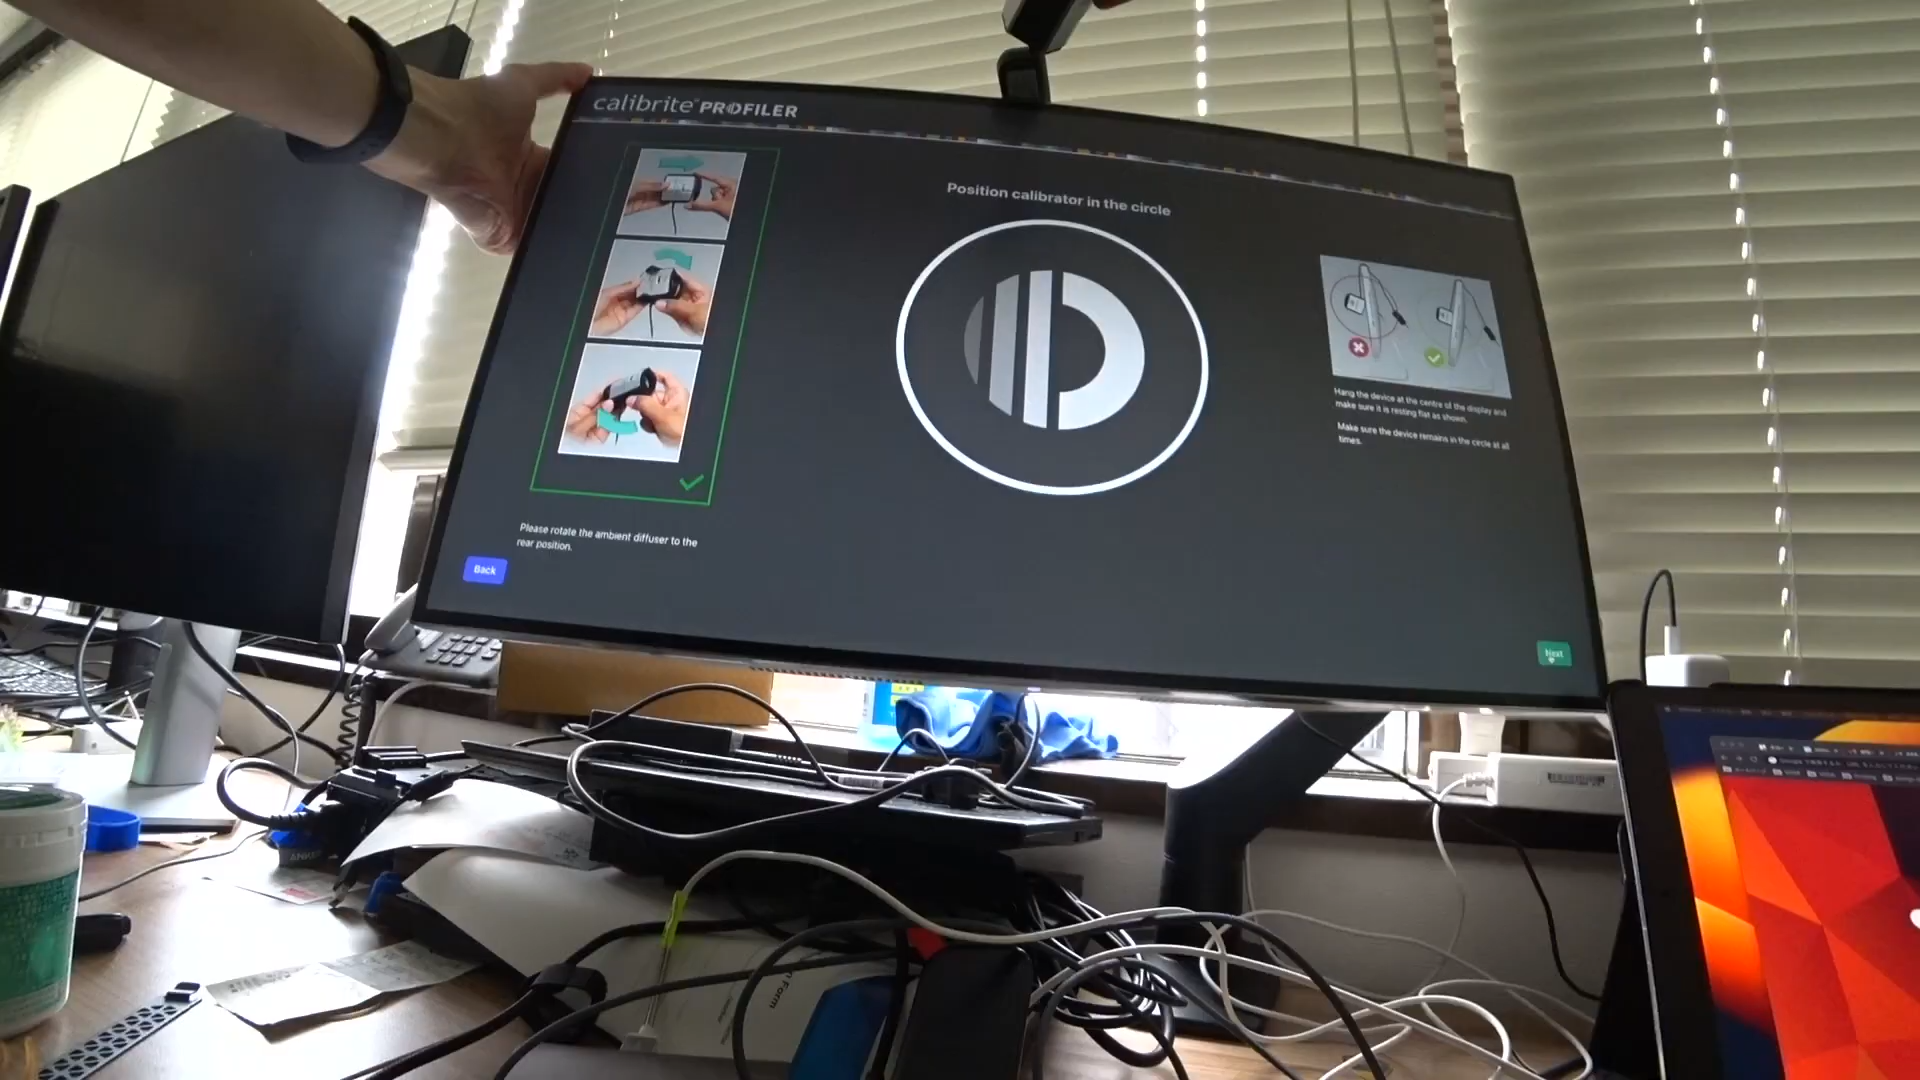 calibrite PROFILER
Position calibrator in the circle
Hang the device at the centre of the display and
make sure it is resting flat as shown.
Make sure the device remains in the circle at all
times.
Please rotate the ambient diffuser to the
rear position.
Back
Next
Form